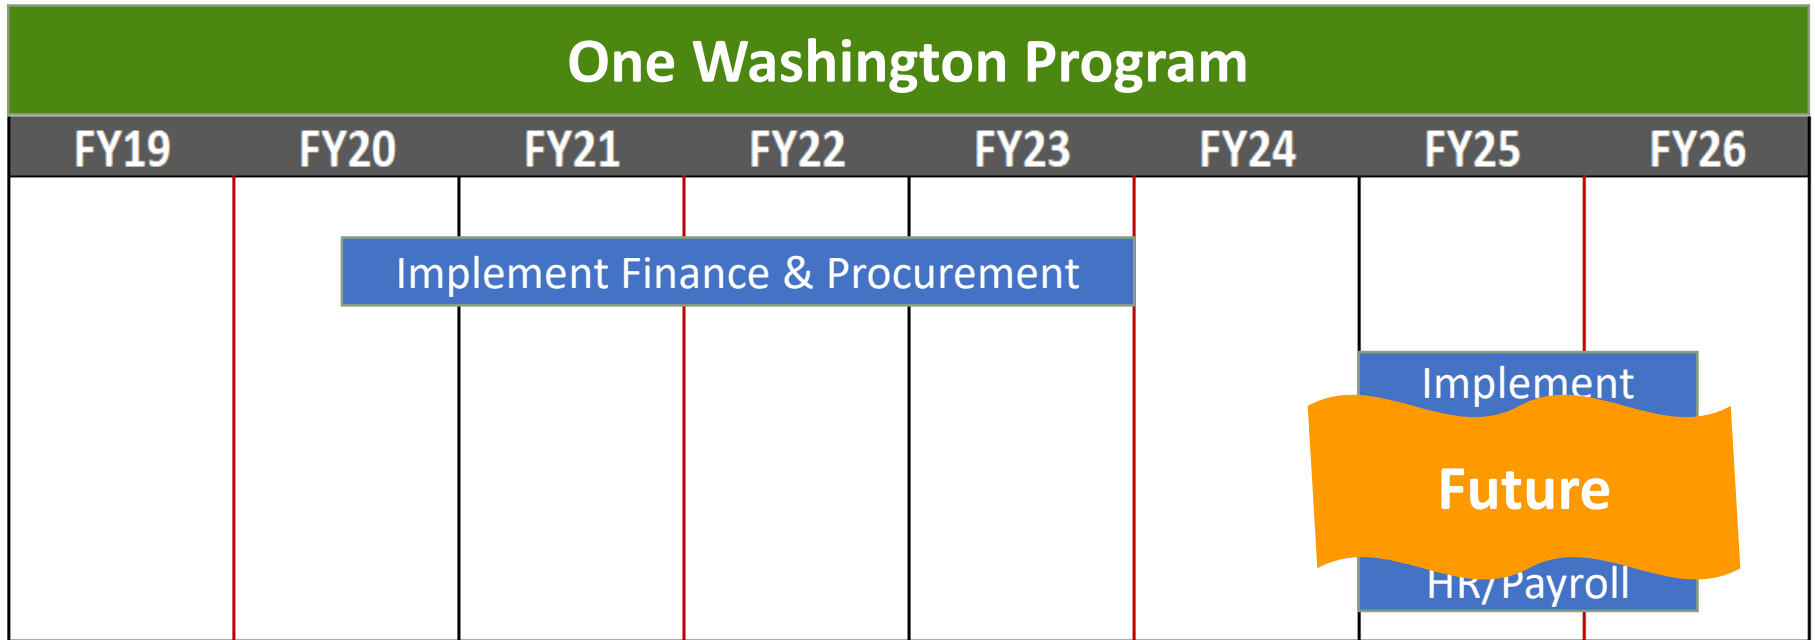 One Washington Program
FY19 FY20 FY21 FY22 FY23 FY24 FY25 FY26
Implement Finance & Procurement
Implement
Future
HR/Payroll